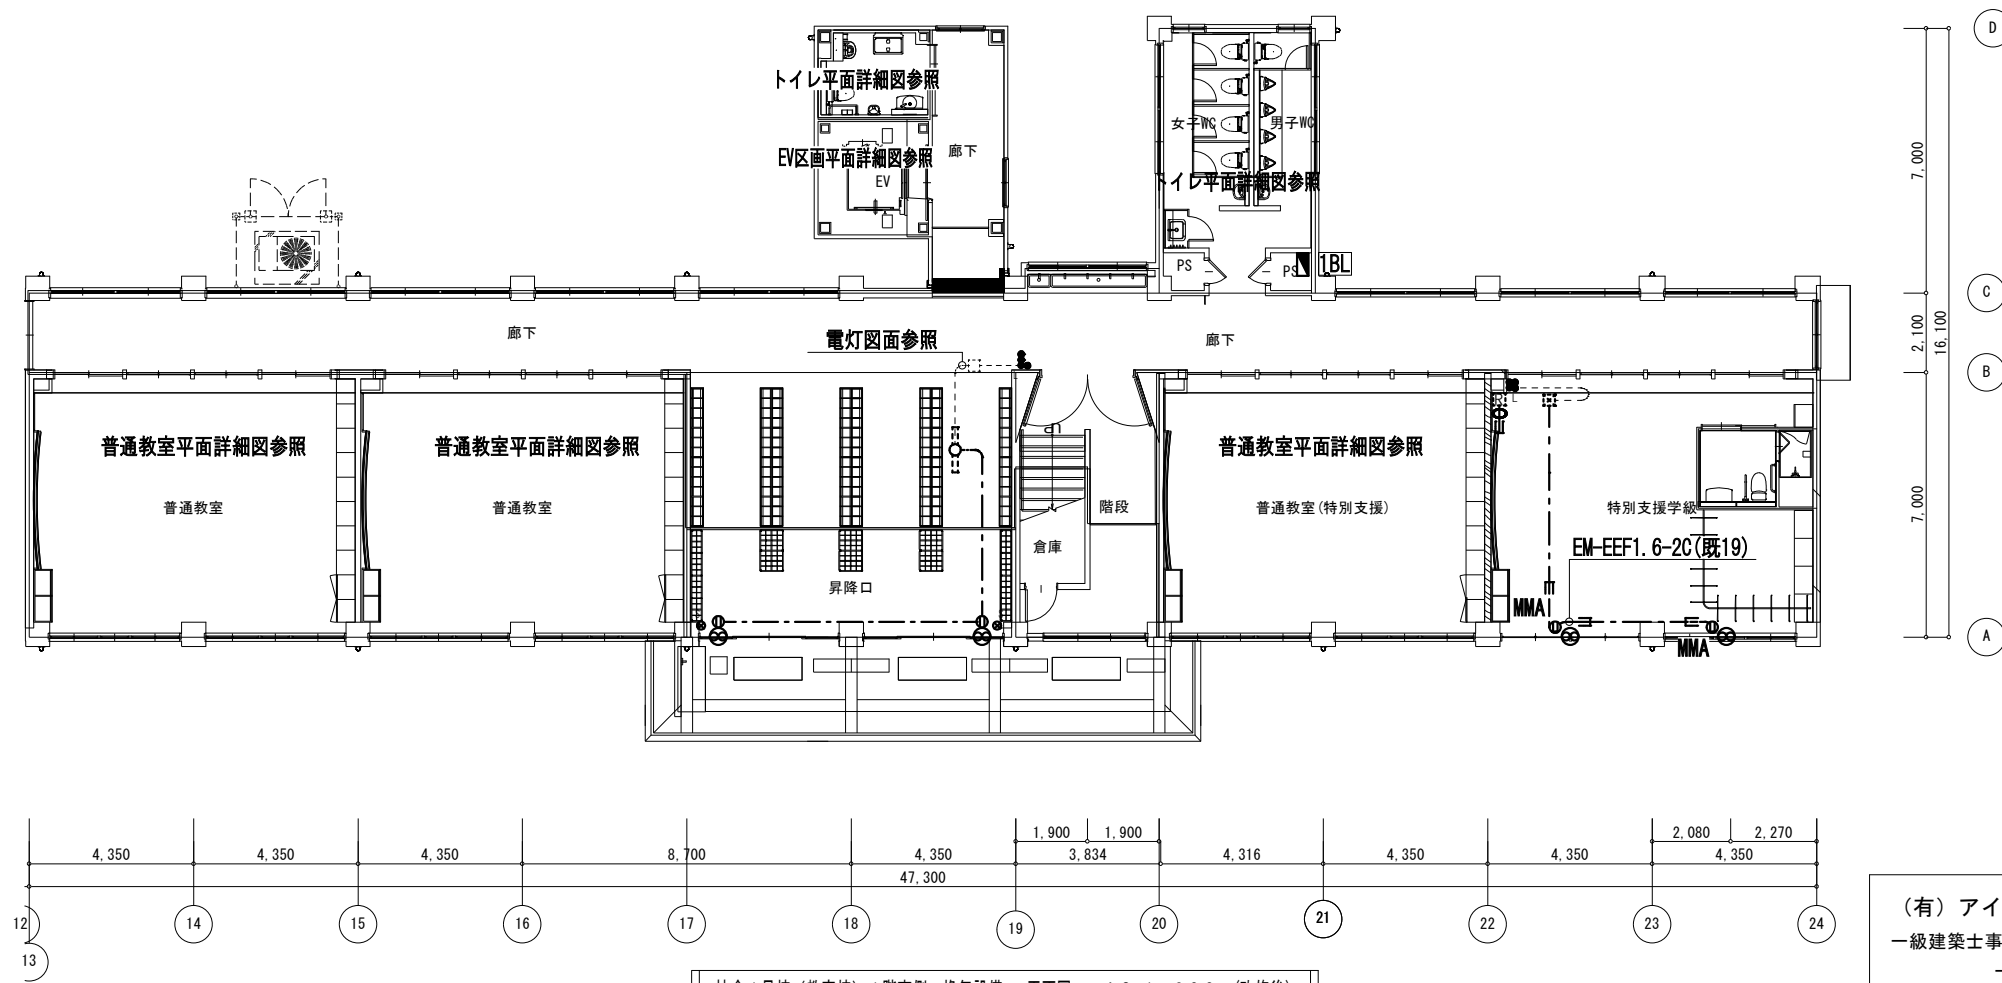 D
トイレ平面詳細図参照
女子WC
男子WC
廊下
EV区画平面詳細図参照
EV
トイレ平面詳細図参照
7,000
PS
PS
1BL
C
廊下
電灯図面参照
廊下
2,100
16,100
B
普通教室平面詳細図参照
普通教室平面詳細図参照
普通教室平面詳細図参照
普通教室
普通教室
階段
普通教室(特別支援)
特別支援学級
7,000
倉庫
EM-EEF1.6-2C(既19)
昇降口
MMA
MMA
A
1,900
1,900
2,080
2,270
4,350
4,350
4,350
8,700
4,350
3,834
4,316
4,350
4,350
4,350
47,300
12
14
15
16
17
18
19
20
21
22
23
24
13
(有)アイ
一級建築士事